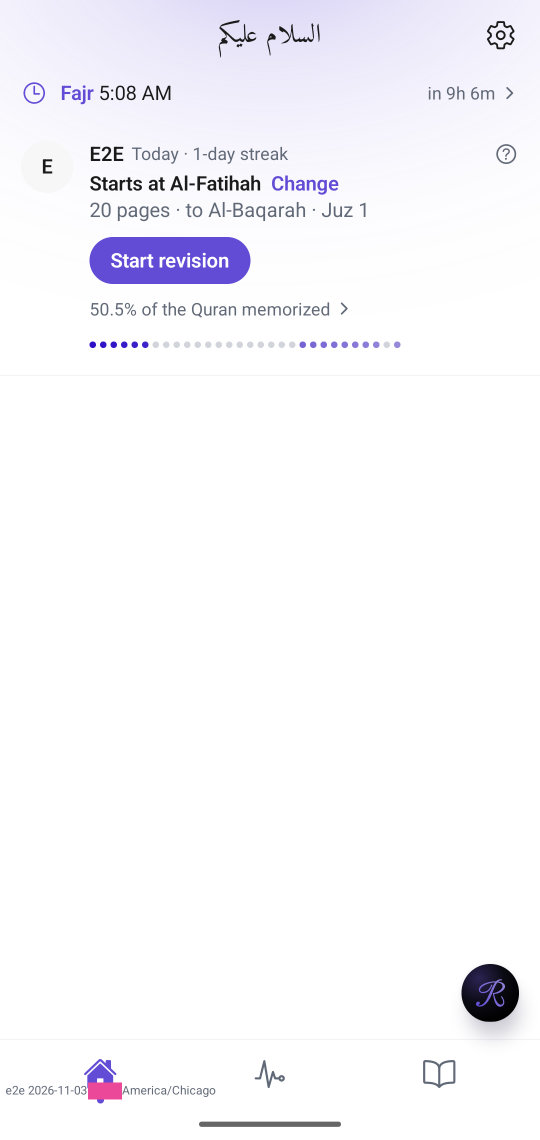 السلام عليكم
Fajr 5:08 AM in 9h 6m
E
E2E Today · 1-day streak
Starts at Al-Fatihah Change
20 pages · to Al-Baqarah · Juz 1
Start revision
50.5% of the Quran memorized
R
e2e 2026-11-03 America/Chicago